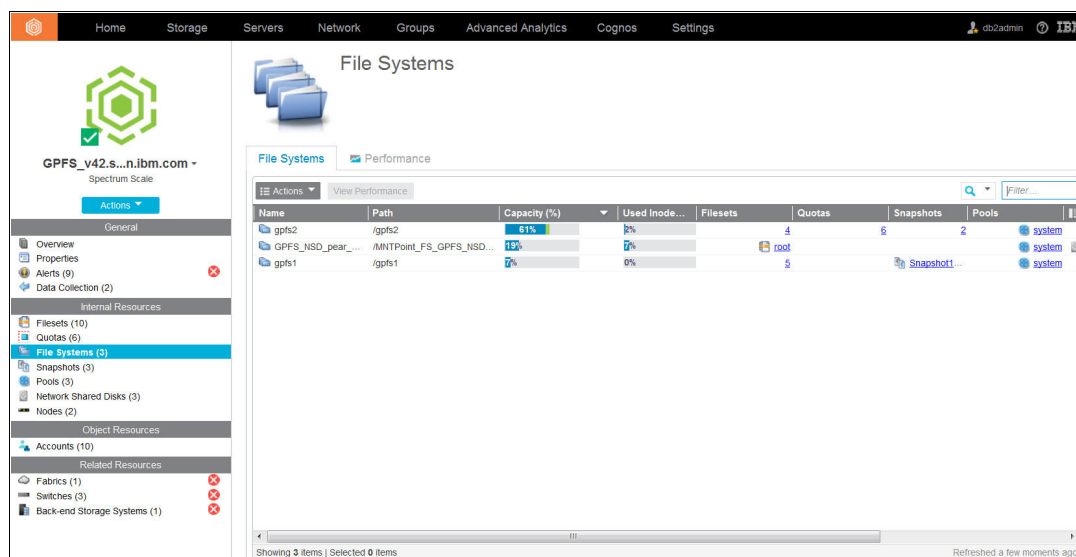 Home Storage Servers Network Groups Advanced Analytics Cognos Settings db2admin IBM
GPFS_v42.s...n.ibm.com
Spectrum Scale
Actions
General
Overview
Properties
Alerts (9)
Data Collection (2)
Internal Resources
Filesets (10)
Quotas (6)
File Systems (3)
Snapshots (3)
Pools (3)
Network Shared Disks (3)
Nodes (2)
Object Resources
Accounts (10)
Related Resources
Fabrics (1)
Switches (3)
Back-end Storage Systems (1)
File Systems
File Systems Performance
Actions View Performance Filter...
Name Path Capacity (%) Used Inode... Filesets Quotas Snapshots Pools
gpfs2 /gpfs2 61% 2% 4 6 2 system
GPFS_NSD_pear_... /MNTPoint_FS_GPFS_NSD... 19% 7% root system
gpfs1 /gpfs1 7% 0% 5 Snapshot1... system
Showing 3 items | Selected 0 items Refreshed a few moments ago